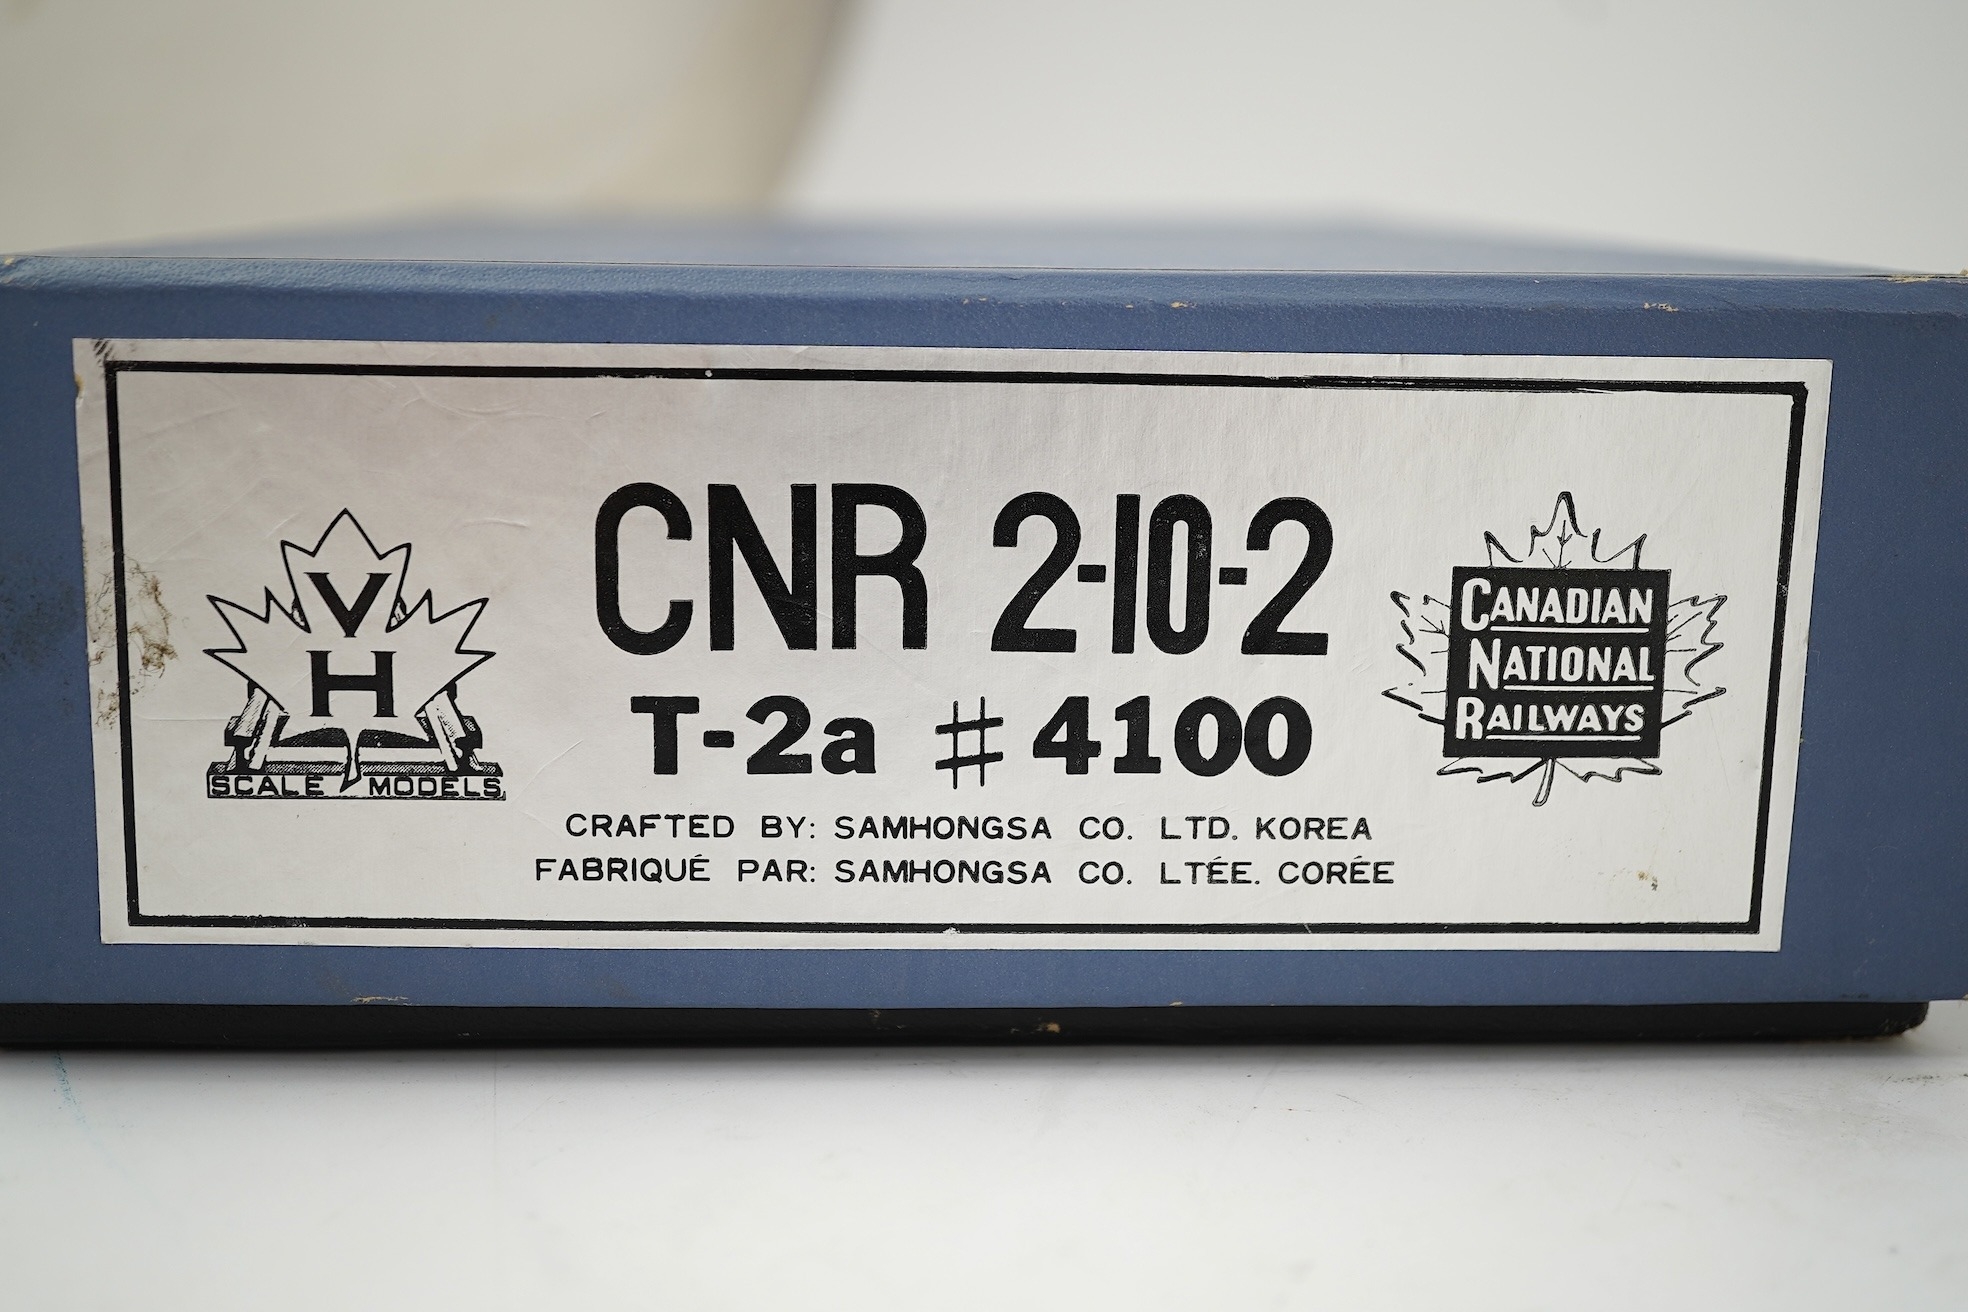 VH
SCALE MODELS
CNR 2-10-2
T-2a # 4100
CRAFTED BY: SAMHONGSA CO. LTD. KOREA
FABRIQUÉ PAR: SAMHONGSA CO. LTÉE. CORÉE
CANADIAN
NATIONAL
RAILWAYS